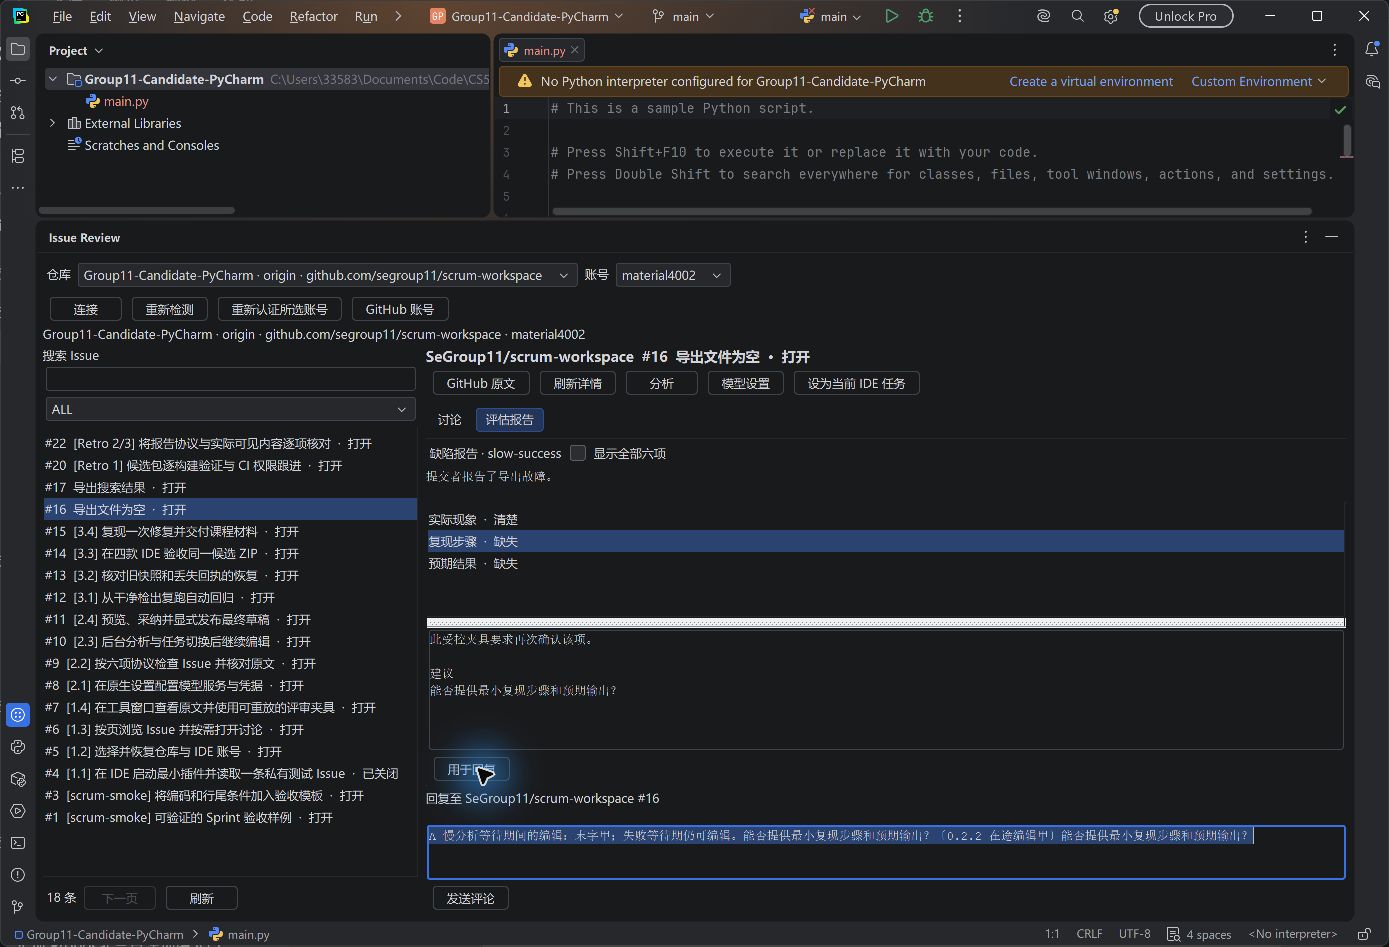 File Edit View Navigate Code Refactor Run GP Group11-Candidate-PyCharm main main Unlock Pro
Project
Group11-Candidate-PyCharm C:\Users\33583\Documents\Code\CS5
main.py
External Libraries
Scratches and Consoles
main.py
No Python interpreter configured for Group11-Candidate-PyCharm Create a virtual environment Custom Environment
1 # This is a sample Python script.
2
3 # Press Shift+F10 to execute it or replace it with your code.
4 # Press Double Shift to search everywhere for classes, files, tool windows, actions, and settings.
5
Issue Review
仓库 Group11-Candidate-PyCharm · origin · github.com/segroup11/scrum-workspace 账号 material4002
连接 重新检测 重新认证所选账号 GitHub 账号
Group11-Candidate-PyCharm · origin · github.com/segroup11/scrum-workspace · material4002
搜索 Issue
ALL
#22 [Retro 2/3] 将报告协议与实际可见内容逐项核对 · 打开
#20 [Retro 1] 候选包逐构建验证与 CI 权限跟进 · 打开
#17 导出搜索结果 · 打开
#16 导出文件为空 · 打开
#15 [3.4] 复现一次修复并交付课程材料 · 打开
#14 [3.3] 在四款 IDE 验收同一候选 ZIP · 打开
#13 [3.2] 核对旧快照和丢失回执的恢复 · 打开
#12 [3.1] 从干净检出复跑自动回归 · 打开
#11 [2.4] 预览、采纳并显式发布最终草稿 · 打开
#10 [2.3] 后台分析与任务切换后继续编辑 · 打开
#9 [2.2] 按六项协议检查 Issue 并核对原文 · 打开
#8 [2.1] 在原生设置配置模型服务与凭据 · 打开
#7 [1.4] 在工具窗口查看原文并使用可重放的评审夹具 · 打开
#6 [1.3] 按页浏览 Issue 并按需打开讨论 · 打开
#5 [1.2] 选择并恢复仓库与 IDE 账号 · 打开
#4 [1.1] 在 IDE 启动最小插件并读取一条私有测试 Issue · 已关闭
#3 [scrum-smoke] 将编码和行尾条件加入验收模板 · 打开
#1 [scrum-smoke] 可验证的 Sprint 验收样例 · 打开
18 条 下一页 刷新
SeGroup11/scrum-workspace #16 导出文件为空 • 打开
GitHub 原文 刷新详情 分析 模型设置 设为当前 IDE 任务
讨论 评估报告
缺陷报告 · slow-success 显示全部六项
提交者报告了导出故障。
实际现象 · 清楚
复现步骤 · 缺失
预期结果 · 缺失
此受控夹具要求再次确认该项。
建议
能否提供最小复现步骤和预期输出？
用于回复
回复至 SeGroup11/scrum-workspace #16
A 慢分析等待期间的编辑：未字甲；失败等待期仍可编辑。能否提供最小复现步骤和预期输出？（0.2.2 在途编辑甲）能否提供最小复现步骤和预期输出？
发送评论
Group11-Candidate-PyCharm main.py 1:1 CRLF UTF-8 4 spaces <No interpreter>